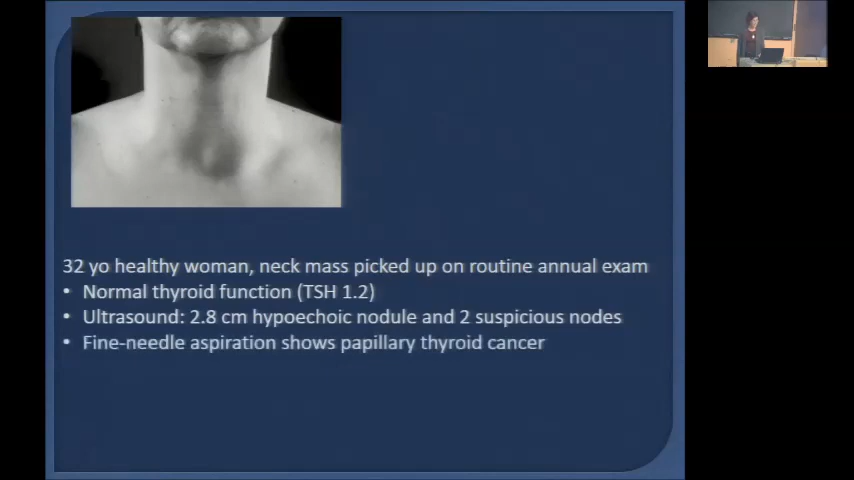 32 yo healthy woman, neck mass picked up on routine annual exam
• Normal thyroid function (TSH 1.2)
• Ultrasound: 2.8 cm hypoechoic nodule and 2 suspicious nodes
• Fine-needle aspiration shows papillary thyroid cancer